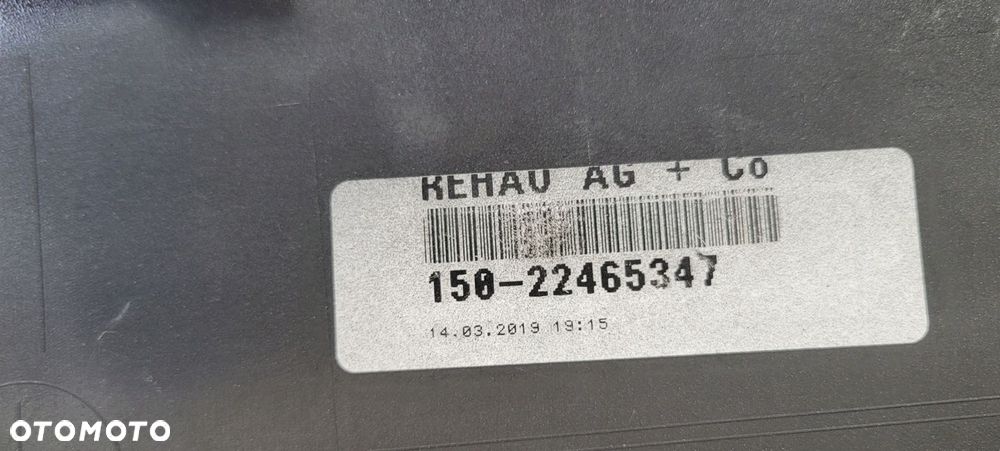 REHAU AG + Co
150-22465347
14.03.2019 19:15
OTOMOTO